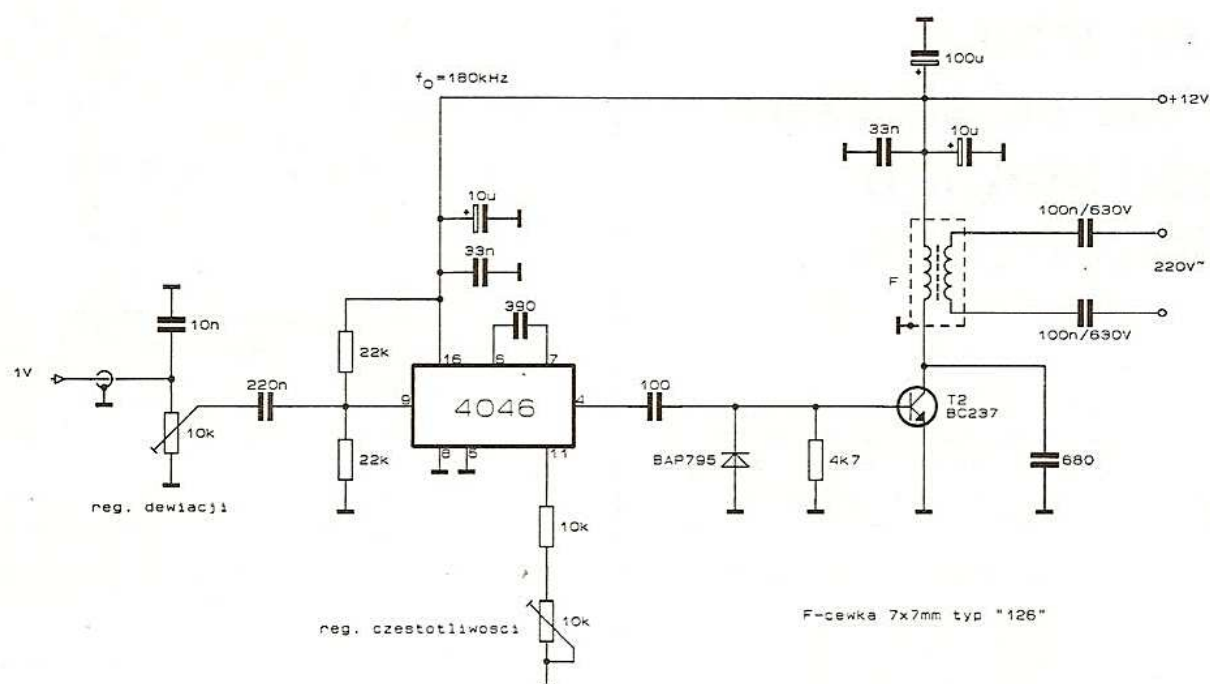 100u
+
f₀=180kHz
+12V
33n
10u
+
10u
+
33n
100n/630V
220V~
100n/630V
F
390
10n
22k
16
6
7
1V
220n
9
4046
4
100
T2
BC237
10k
22k
8
5
11
BAP795
4k7
680
reg. dewiacji
10k
reg. czestotliwosci
10k
F-cewka 7x7mm typ "126"